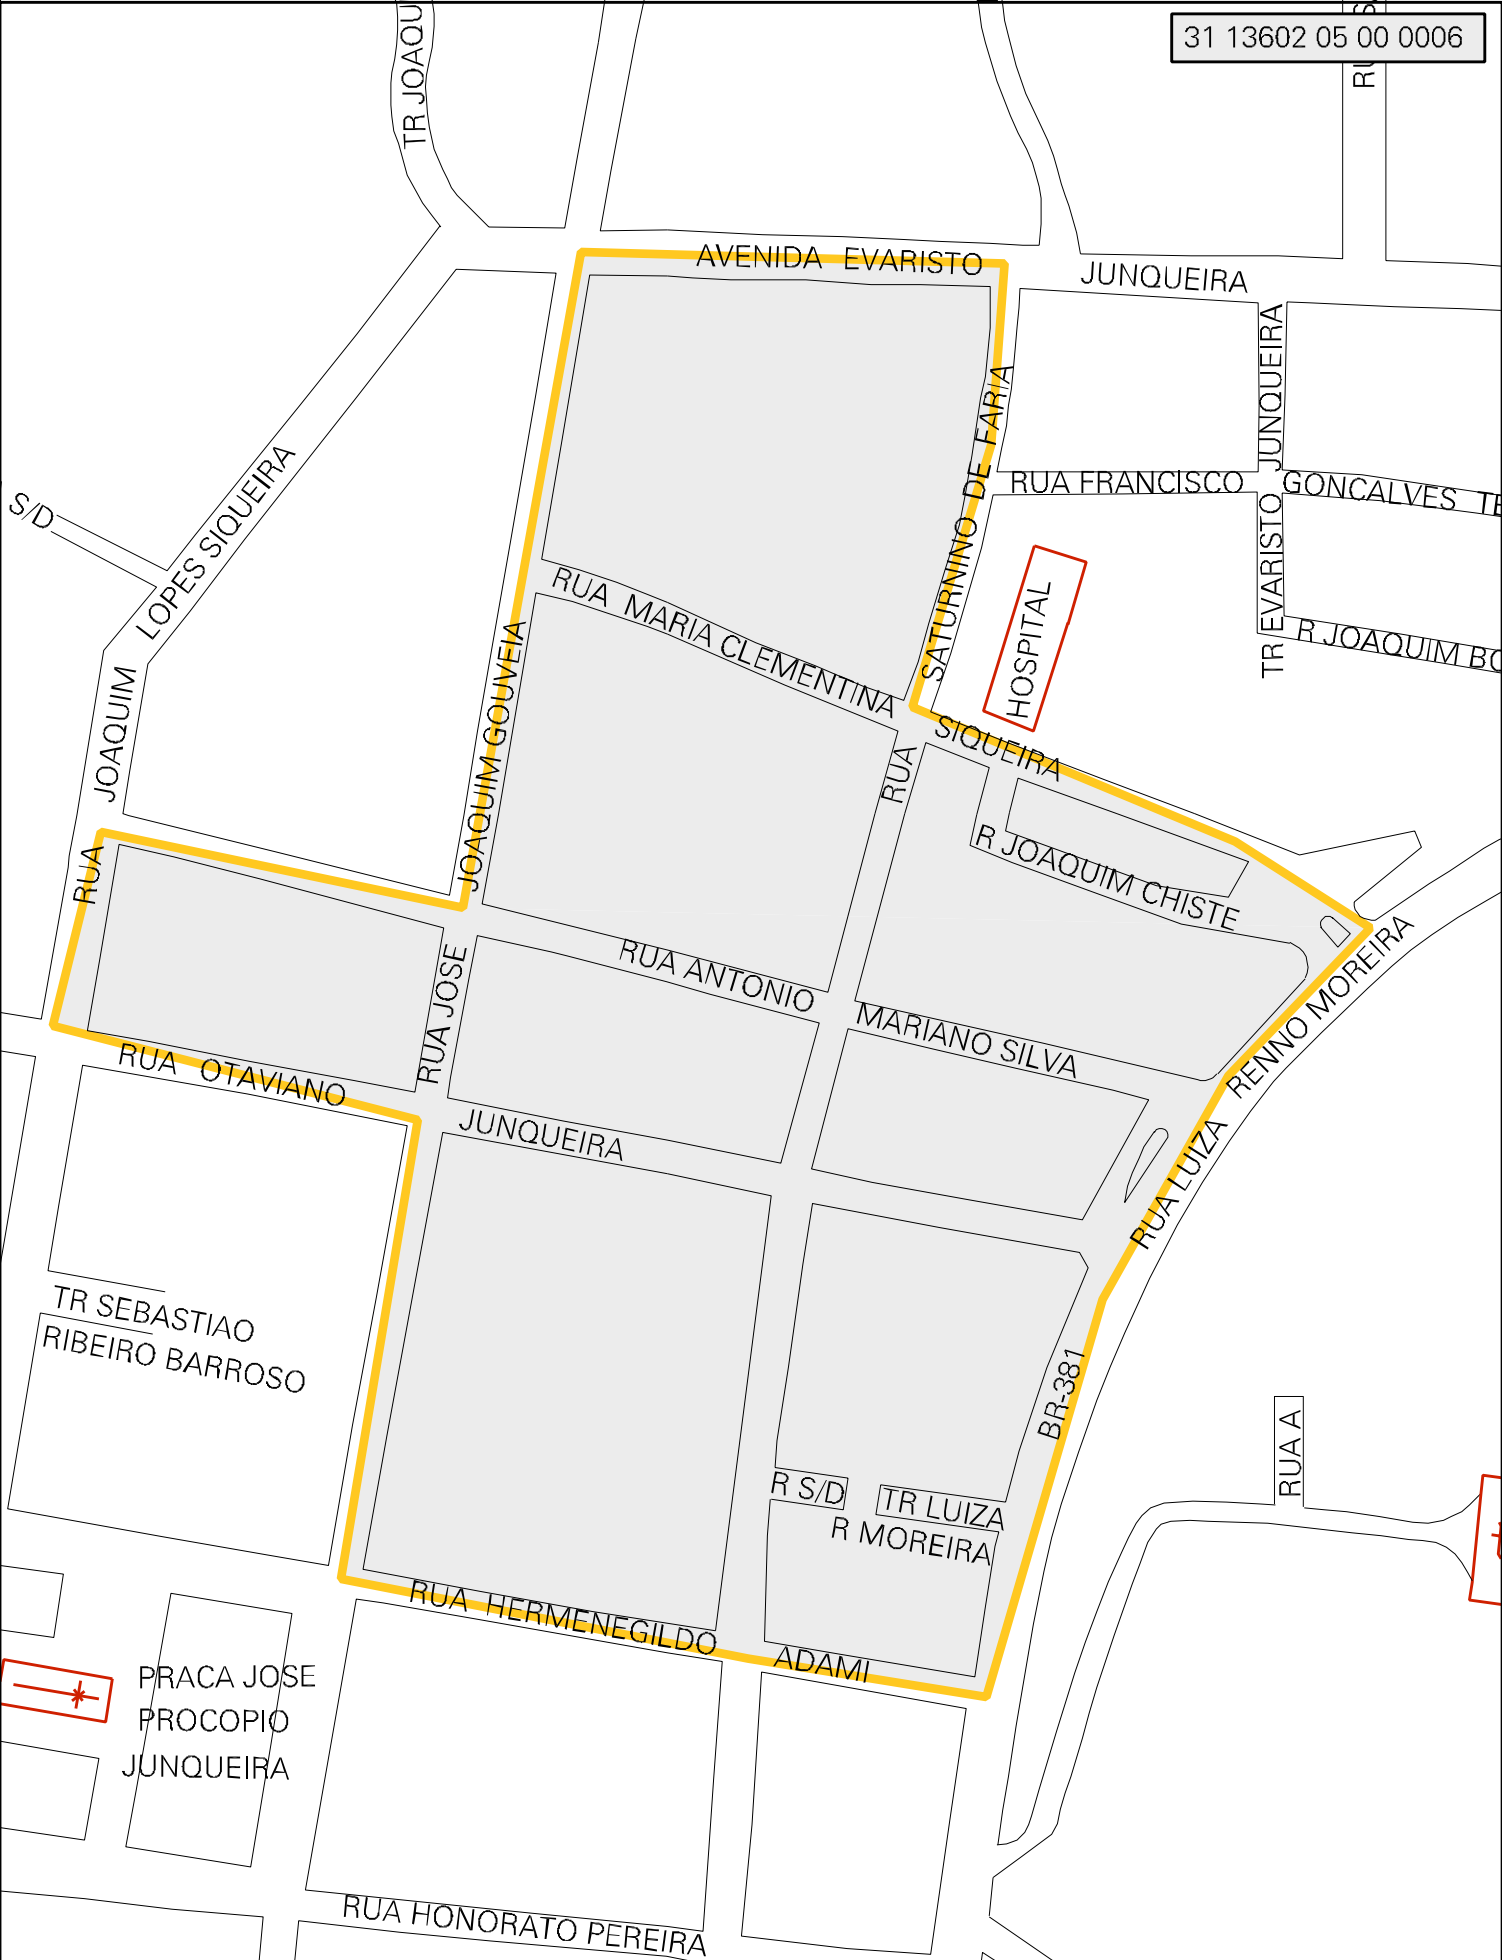 31 13602 05 00 0006
TR JOAQU
AVENIDA EVARISTO
JUNQUEIRA
TR EVARISTO JUNQUEIRA
SATURNINO DE FARIA
RUA FRANCISCO GONCALVES
S/D
LOPES SIQUEIRA
HOSPITAL
RUA MARIA CLEMENTINA
R JOAQUIM
JOAQUIM
JOAQUIM GOUVEIA
SIQUEIRA
RUA
RUA
R JOAQUIM CHISTE
RUA ANTONIO
MARIANO SILVA
RUA JOSE
RENNO MOREIRA
RUA OTAVIANO
JUNQUEIRA
RUA LUIZA
TR SEBASTIAO
RIBEIRO BARROSO
BR-381
RUA A
R S/D
TR LUIZA
R MOREIRA
RUA HERMENEGILDO
ADAMI
PRACA JOSE
PROCOPIO
JUNQUEIRA
RUA HONORATO PEREIRA